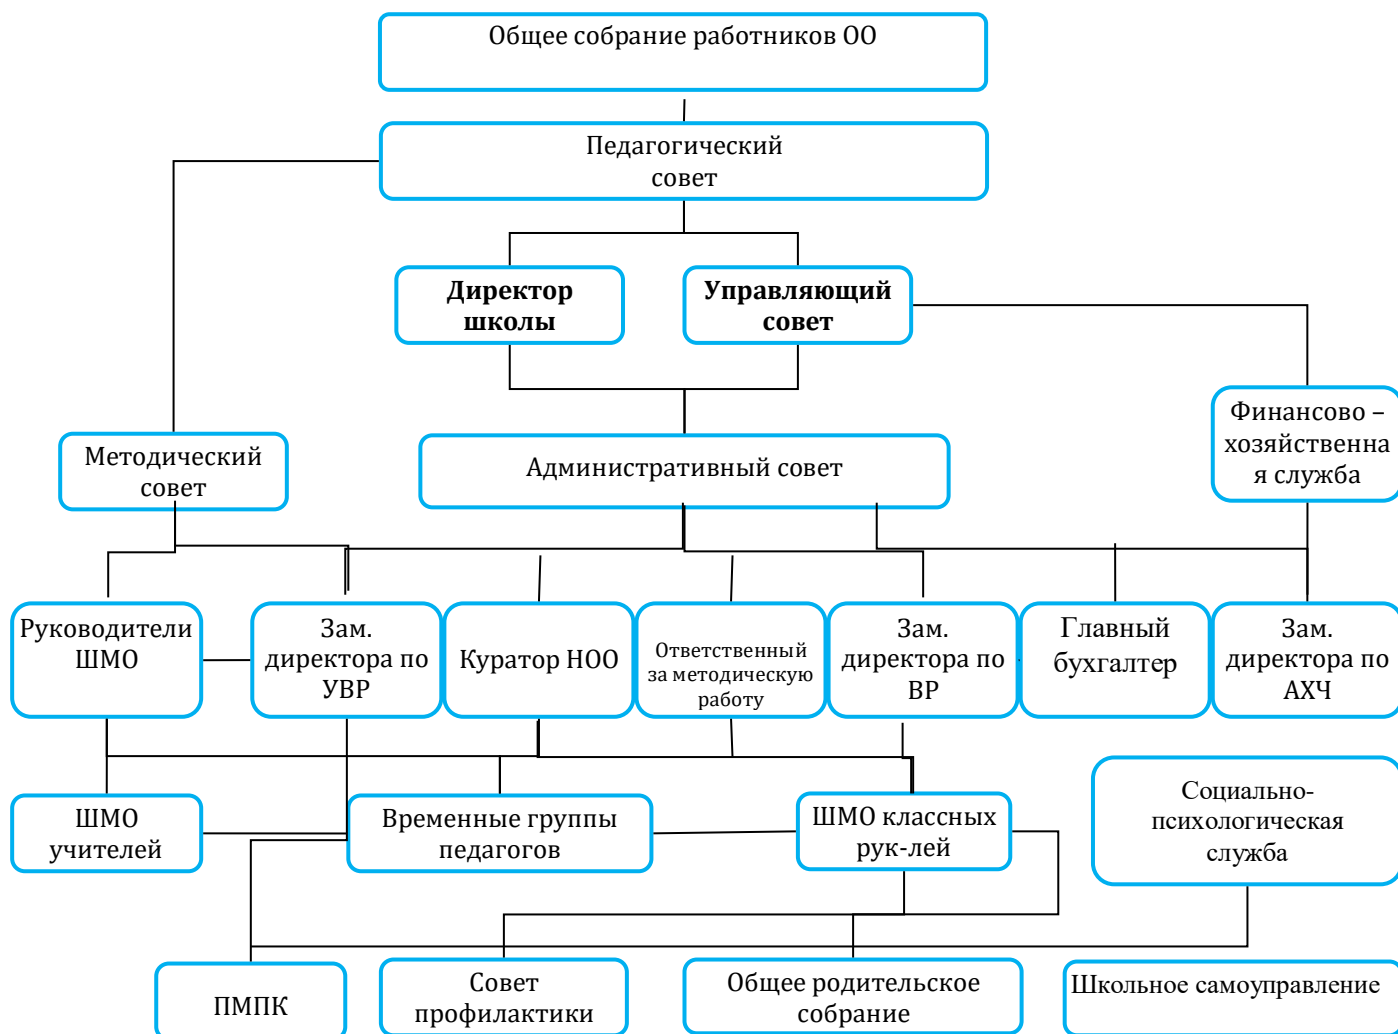 Общее собрание работников ОО
Педагогический
совет
Директор
школы
Управляющий
совет
Методический
совет
Административный совет
Финансово –
хозяйственна
я служба
Руководители
ШМО
Зам.
директора по
УВР
Куратор НОО
Ответственный
за методическую
работу
Зам.
директора по
ВР
Главный
бухгалтер
Зам.
директора по
АХЧ
ШМО
учителей
Временные группы
педагогов
ШМО классных
рук-лей
Социально-
психологическая
служба
ПМПК
Совет
профилактики
Общее родительское
собрание
Школьное самоуправление